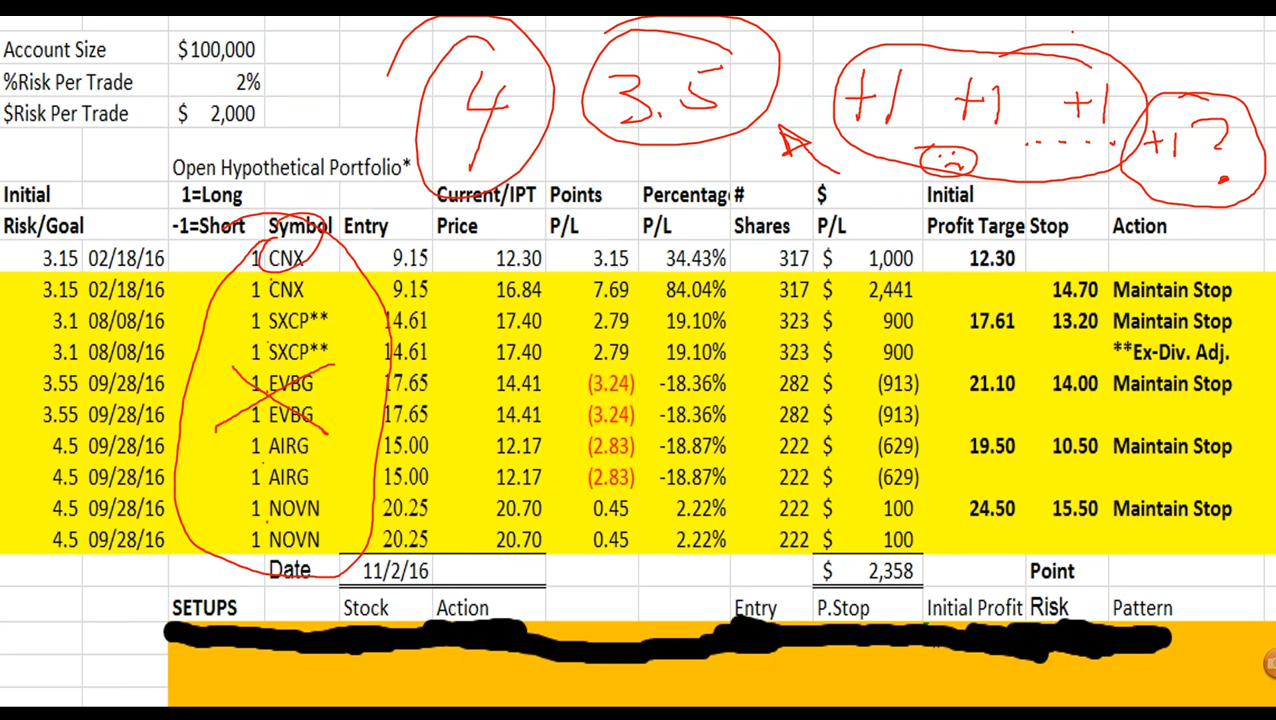 Account Size $100,000
%Risk Per Trade 2%
$Risk Per Trade $ 2,000
4 3.5 +1 +1 +1 +1 ?
Open Hypothetical Portfolio*
Initial 1=Long Current/IPT Points Percentag # $ Initial
Risk/Goal -1=Short Symbol Entry Price P/L P/L Shares P/L Profit Targe Stop Action
3.15 02/18/16 1 CNX 9.15 12.30 3.15 34.43% 317 $ 1,000 12.30
3.15 02/18/16 1 CNX 9.15 16.84 7.69 84.04% 317 $ 2,441 14.70 Maintain Stop
3.1 08/08/16 1 SXCP** 14.61 17.40 2.79 19.10% 323 $ 900 17.61 13.20 Maintain Stop
3.1 08/08/16 1 SXCP** 14.61 17.40 2.79 19.10% 323 $ 900 **Ex-Div. Adj.
3.55 09/28/16 1 EVBG 17.65 14.41 (3.24) -18.36% 282 $ (913) 21.10 14.00 Maintain Stop
3.55 09/28/16 1 EVBG 17.65 14.41 (3.24) -18.36% 282 $ (913)
4.5 09/28/16 1 AIRG 15.00 12.17 (2.83) -18.87% 222 $ (629) 19.50 10.50 Maintain Stop
4.5 09/28/16 1 AIRG 15.00 12.17 (2.83) -18.87% 222 $ (629)
4.5 09/28/16 1 NOVN 20.25 20.70 0.45 2.22% 222 $ 100 24.50 15.50 Maintain Stop
4.5 09/28/16 1 NOVN 20.25 20.70 0.45 2.22% 222 $ 100
Date 11/2/16 $ 2,358 Point
SETUPS Stock Action Entry P.Stop Initial Profit Risk Pattern